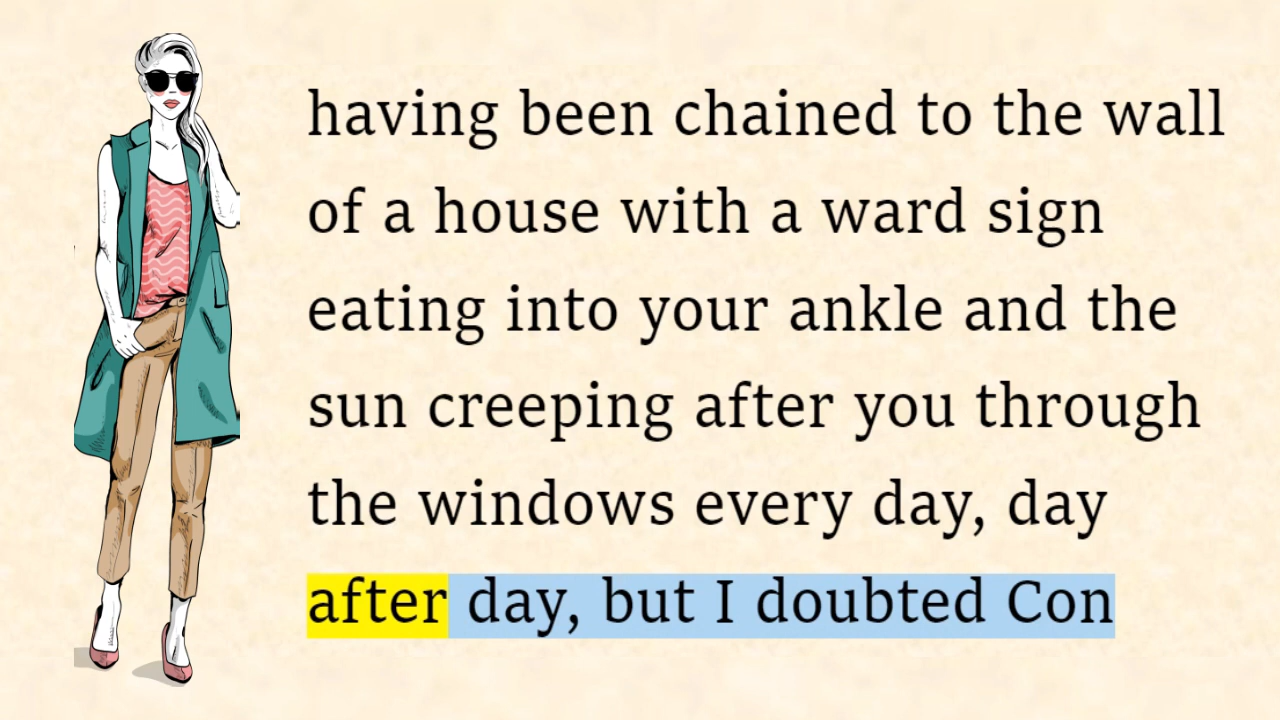 having been chained to the wall
of a house with a ward sign
eating into your ankle and the
sun creeping after you through
the windows every day, day
after day, but I doubted Con